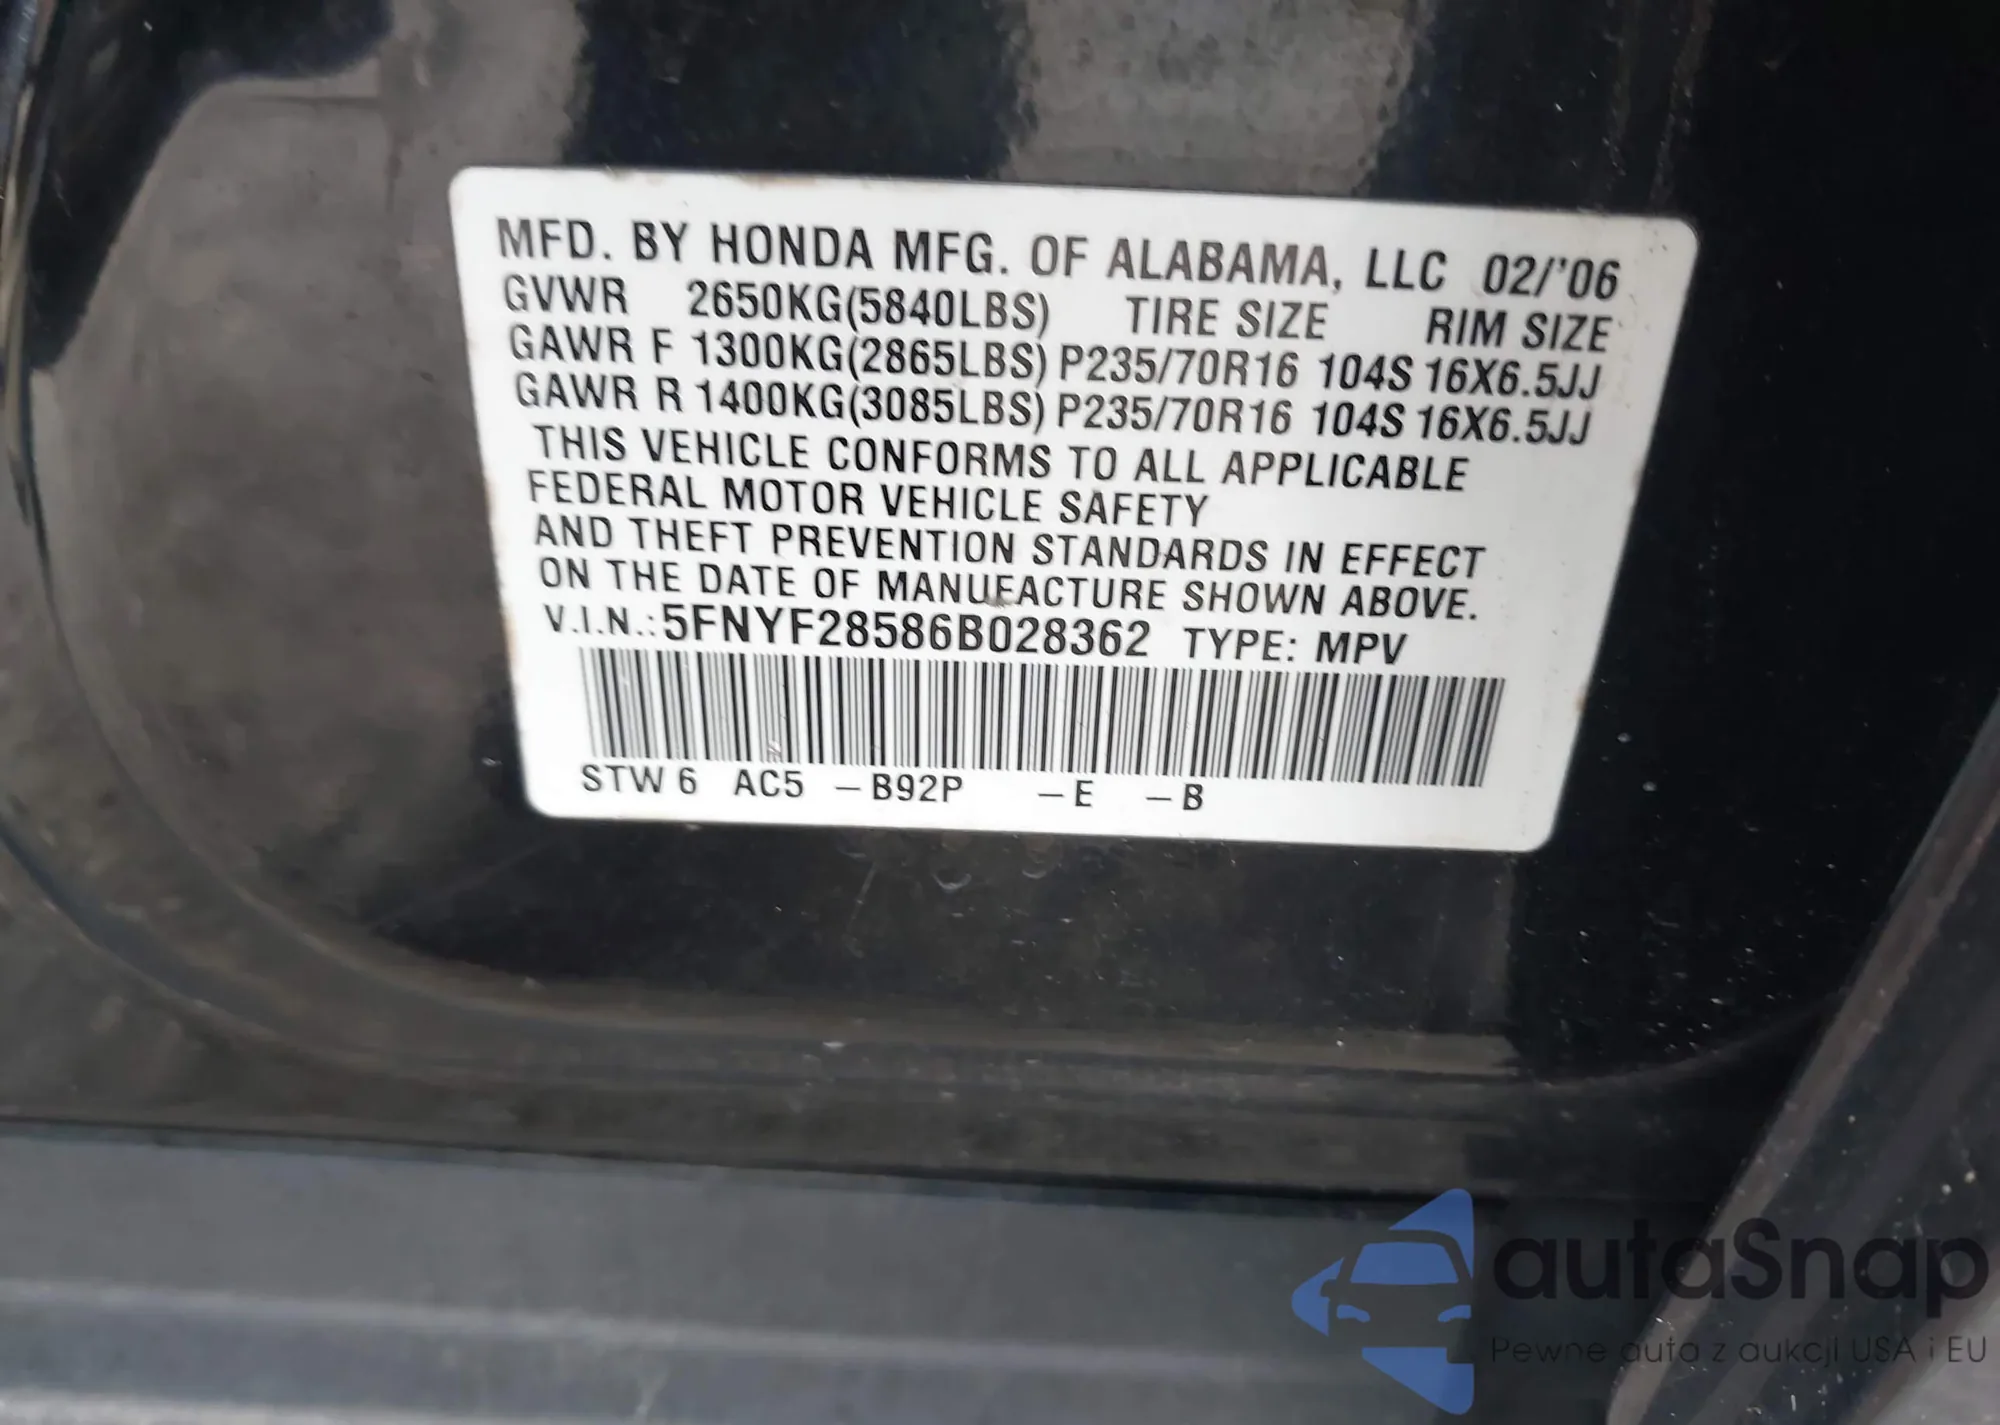 MFD. BY HONDA MFG. OF ALABAMA, LLC 02/'06
GVWR 2650KG(5840LBS) TIRE SIZE RIM SIZE
GAWR F 1300KG(2865LBS) P235/70R16 104S 16X6.5JJ
GAWR R 1400KG(3085LBS) P235/70R16 104S 16X6.5JJ
THIS VEHICLE CONFORMS TO ALL APPLICABLE
FEDERAL MOTOR VEHICLE SAFETY
AND THEFT PREVENTION STANDARDS IN EFFECT
ON THE DATE OF MANUFACTURE SHOWN ABOVE.
V.I.N.:5FNYF28586B028362 TYPE: MPV
STW 6 AC5 –B92P –E –B
autaSnap
Pewne auta z aukcji USA i EU